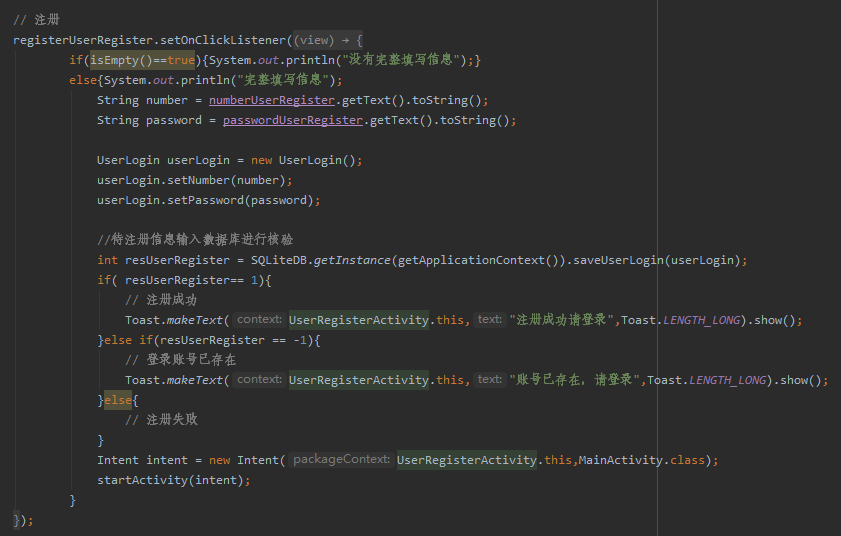 // 注册
registerUserRegister.setOnClickListener((view) → {
if(isEmpty()==true){System.out.println("没有完整填写信息");}
else{System.out.println("完整填写信息");
String number = numberUserRegister.getText().toString();
String password = passwordUserRegister.getText().toString();
UserLogin userLogin = new UserLogin();
userLogin.setNumber(number);
userLogin.setPassword(password);
//待注册信息输入数据库进行核验
int resUserRegister = SQLiteDB.getInstance(getApplicationContext()).saveUserLogin(userLogin);
if( resUserRegister== 1){
// 注册成功
Toast.makeText( context: UserRegisterActivity.this, text: "注册成功请登录",Toast.LENGTH_LONG).show();
}else if(resUserRegister == -1){
// 登录账号已存在
Toast.makeText( context: UserRegisterActivity.this, text: "账号已存在, 请登录",Toast.LENGTH_LONG).show();
}else{
// 注册失败
}
Intent intent = new Intent( packageContext: UserRegisterActivity.this,MainActivity.class);
startActivity(intent);
}
});